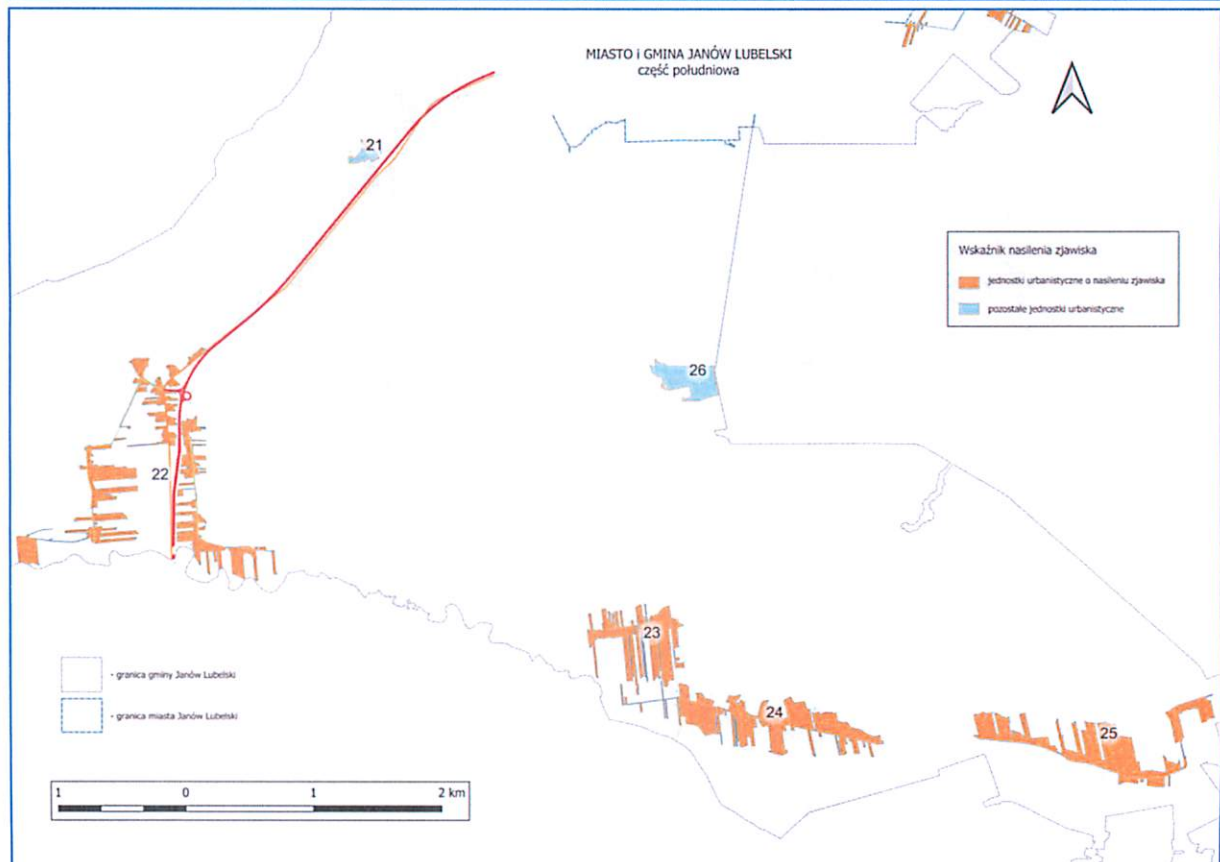 MIASTO i GMINA JANÓW LUBELSKI
część południowa
21
Wskaźnik nasilenia zjawiska
jednostki urbanistyczne o nasileniu zjawiska
pozostałe jednostki urbanistyczne
26
22
23
- granica gminy Janów Lubelski
- granica miasta Janów Lubelski
24
25
1 0 1 2 km